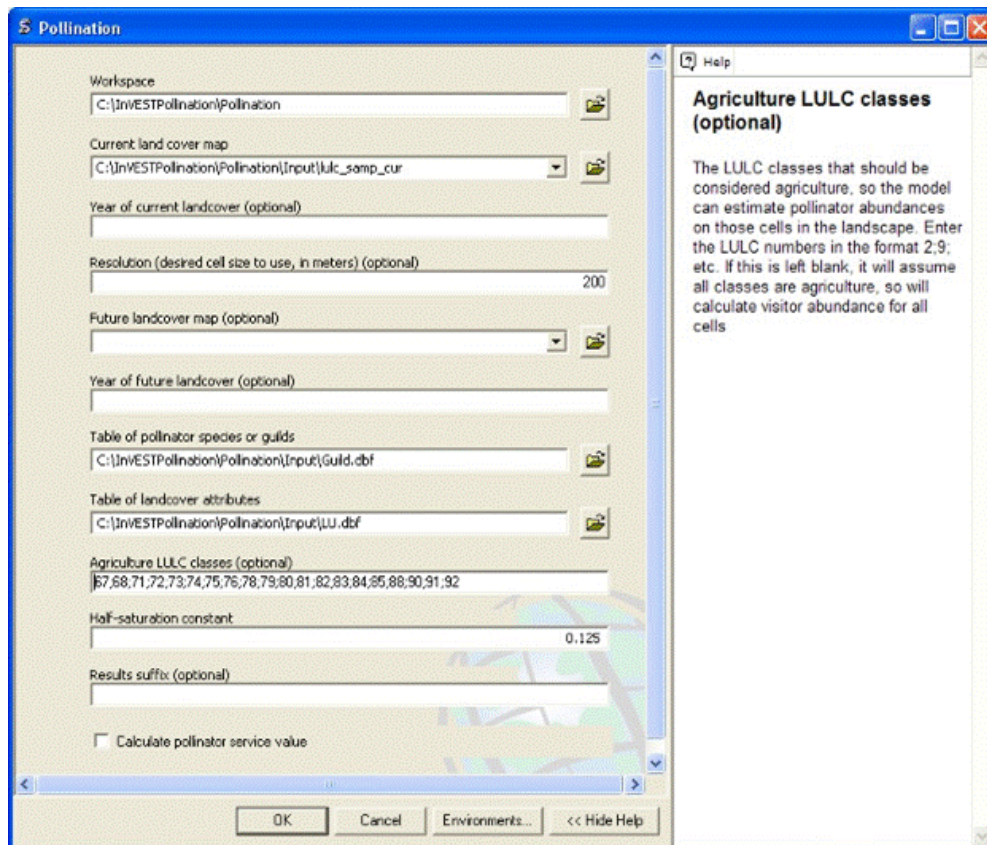 Pollination
Workspace
C:\InVESTPollination\Pollination
Current land cover map
C:\InVESTPollination\Pollination\Input\lulc_samp_cur
Year of current landcover (optional)
Resolution (desired cell size to use, in meters) (optional)
200
Future landcover map (optional)
Year of future landcover (optional)
Table of pollinator species or guilds
C:\InVESTPollination\Pollination\Input\Guild.dbf
Table of landcover attributes
C:\InVESTPollination\Pollination\Input\LU.dbf
Agriculture LULC classes (optional)
67;68;71;72;73;74;75;76;78;79;80;81;82;83;84;85;88;90;91;92
Half-saturation constant
0.125
Results suffix (optional)
Calculate pollinator service value
OK
Cancel
Environments...
<< Hide Help
Help
Agriculture LULC classes
(optional)
The LULC classes that should be
considered agriculture, so the model
can estimate pollinator abundances
on those cells in the landscape. Enter
the LULC numbers in the format 2;9;
etc. If this is left blank, it will assume
all classes are agriculture, so will
calculate visitor abundance for all
cells